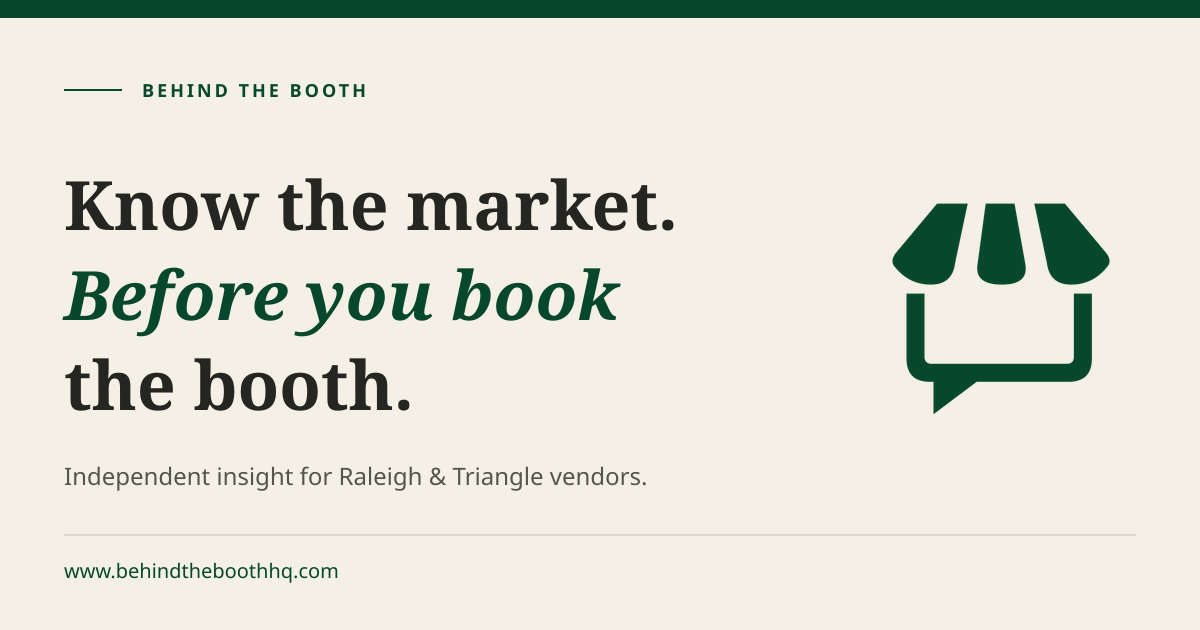 BEHIND THE BOOTH
Know the market.
Before you book
the booth.
Independent insight for Raleigh & Triangle vendors.
www.behindtheboothhq.com